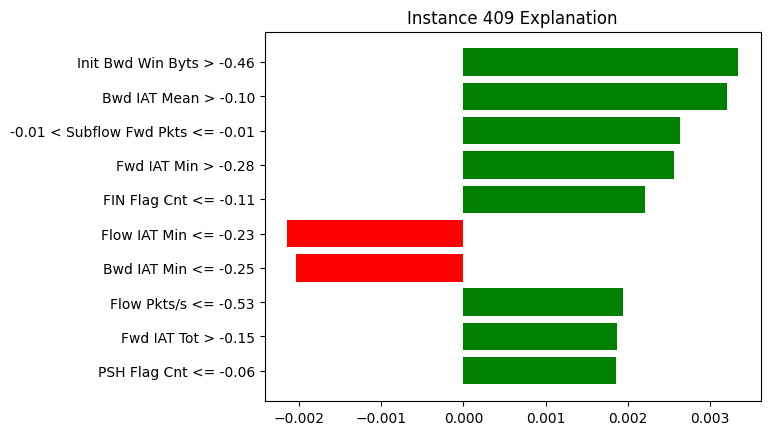 Instance 409 Explanation
Init Bwd Win Byts > -0.46
Bwd IAT Mean > -0.10
-0.01 < Subflow Fwd Pkts <= -0.01
Fwd IAT Min > -0.28
FIN Flag Cnt <= -0.11
Flow IAT Min <= -0.23
Bwd IAT Min <= -0.25
Flow Pkts/s <= -0.53
Fwd IAT Tot > -0.15
PSH Flag Cnt <= -0.06
−0.002 −0.001 0.000 0.001 0.002 0.003